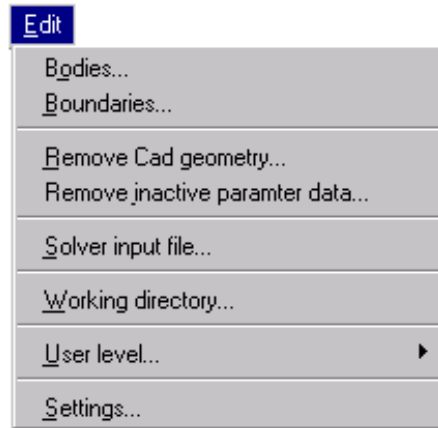 Edit
Bodies...
Boundaries...
Remove Cad geometry...
Remove inactive paramter data...
Solver input file...
Working directory...
User level...
Settings...